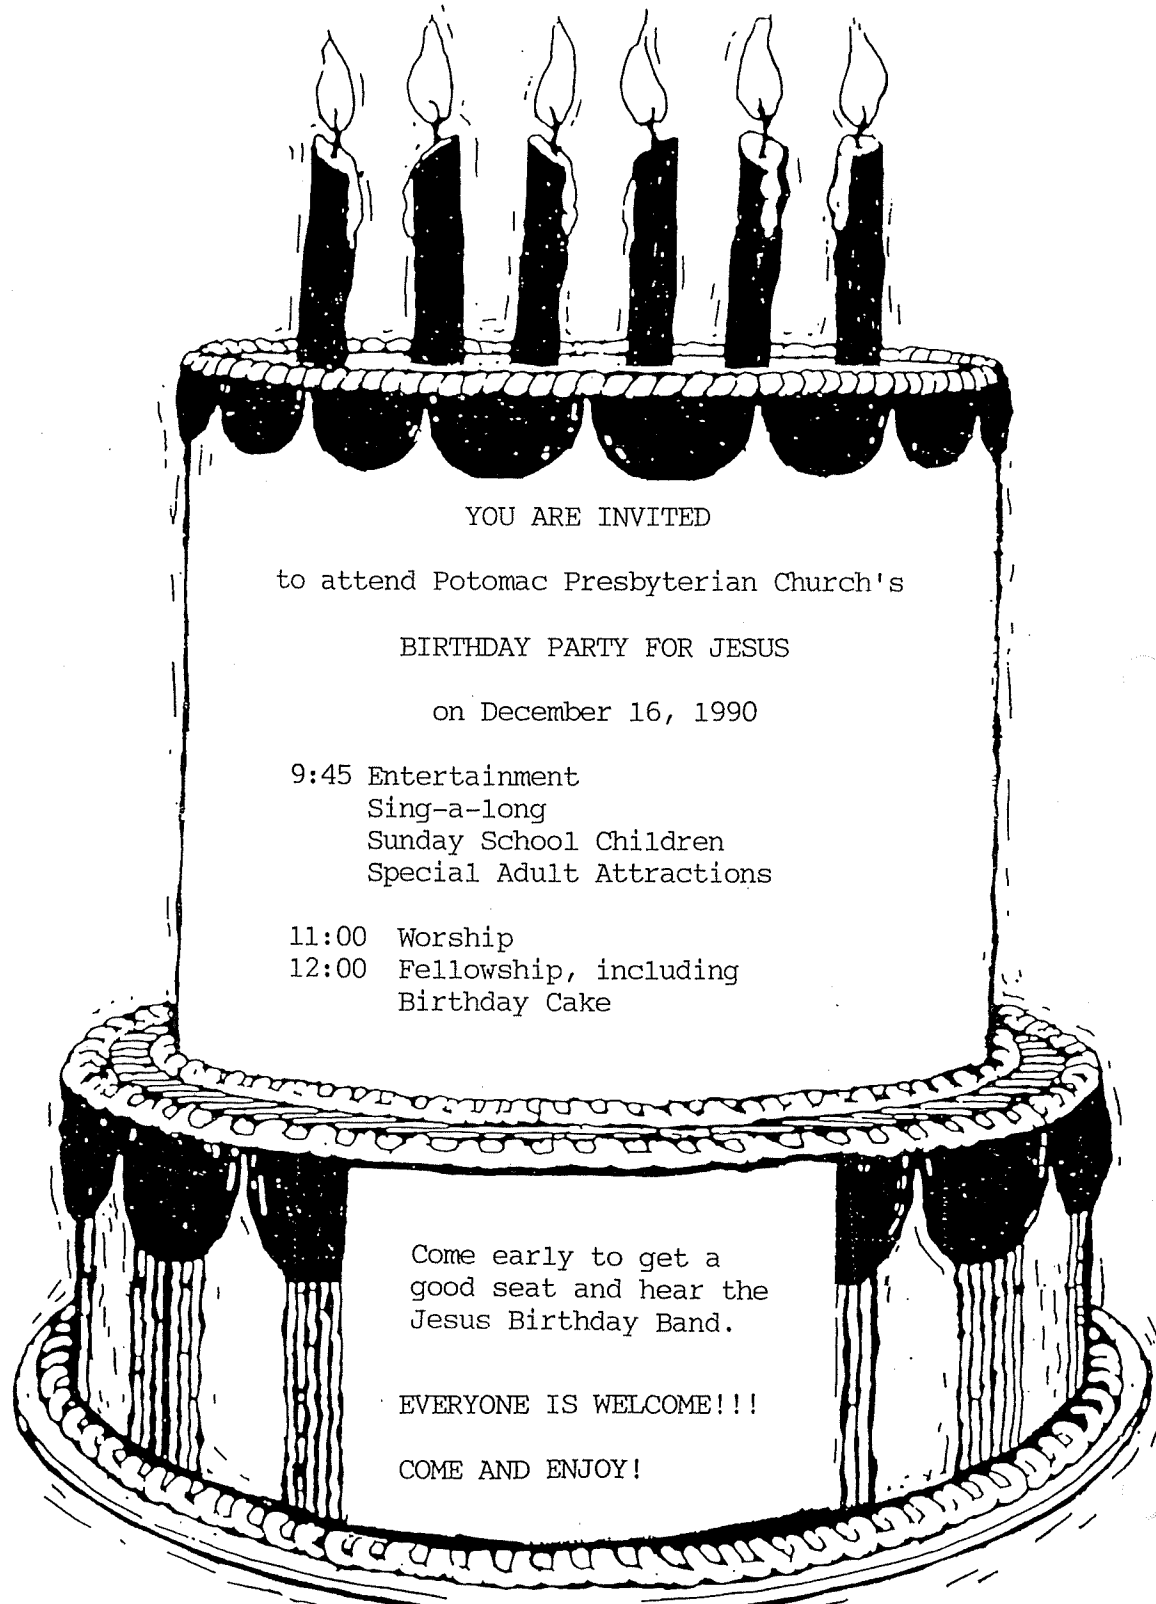 YOU ARE INVITED
to attend Potomac Presbyterian Church's
BIRTHDAY PARTY FOR JESUS
on December 16, 1990
9:45 Entertainment
Sing-a-long
Sunday School Children
Special Adult Attractions
11:00 Worship
12:00 Fellowship, including
Birthday Cake
Come early to get a
good seat and hear the
Jesus Birthday Band.
EVERYONE IS WELCOME!!!
COME AND ENJOY!